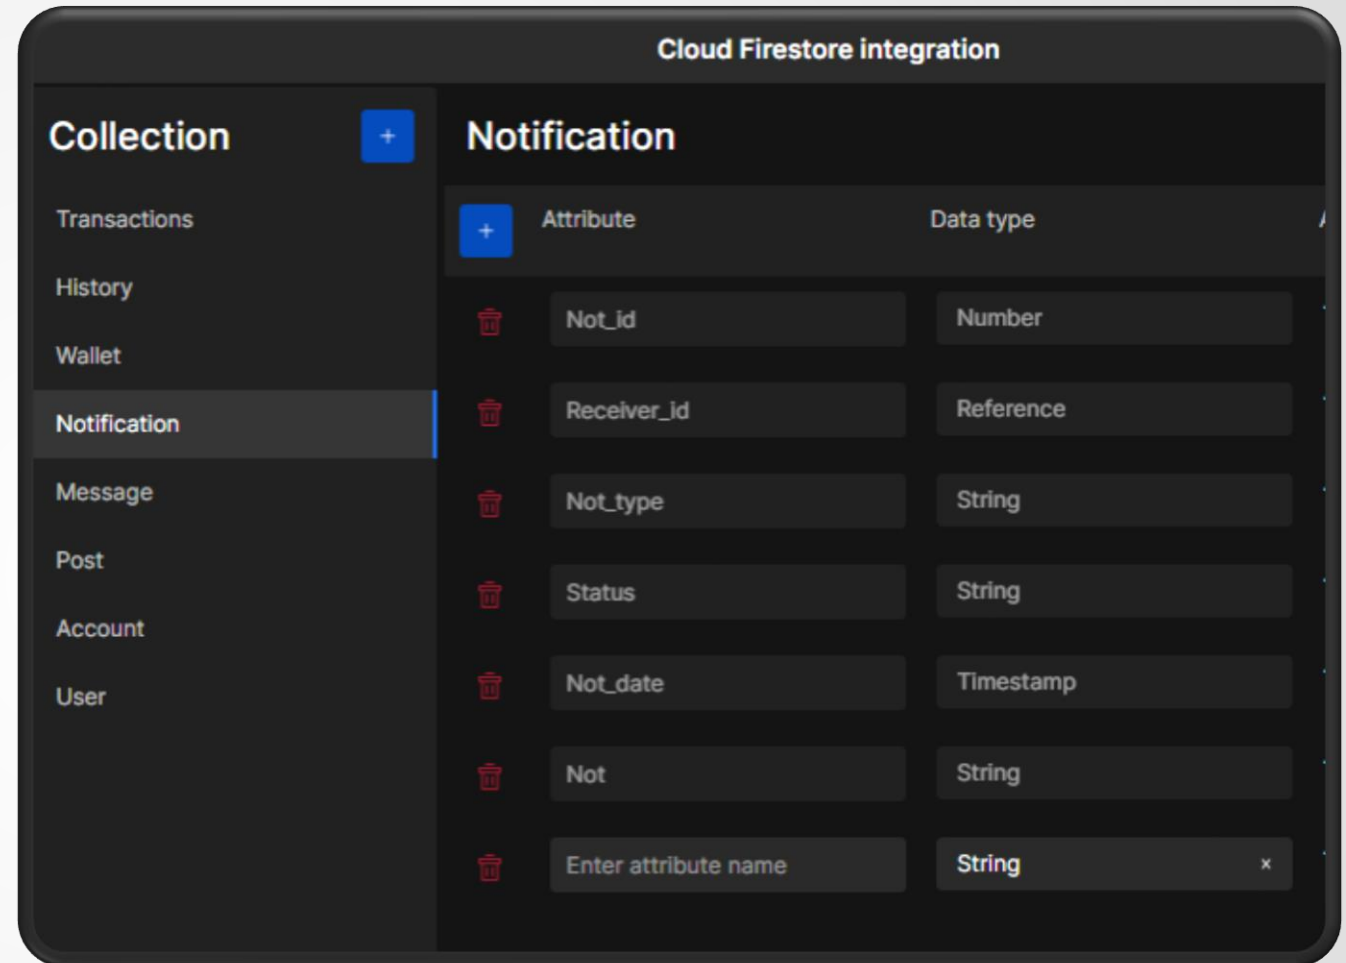 Cloud Firestore integration
Collection
+
Transactions
History
Wallet
Notification
Message
Post
Account
User
Notification
+ Attribute Data type
Not_id Number
Receiver_id Reference
Not_type String
Status String
Not_date Timestamp
Not String
Enter attribute name String ×